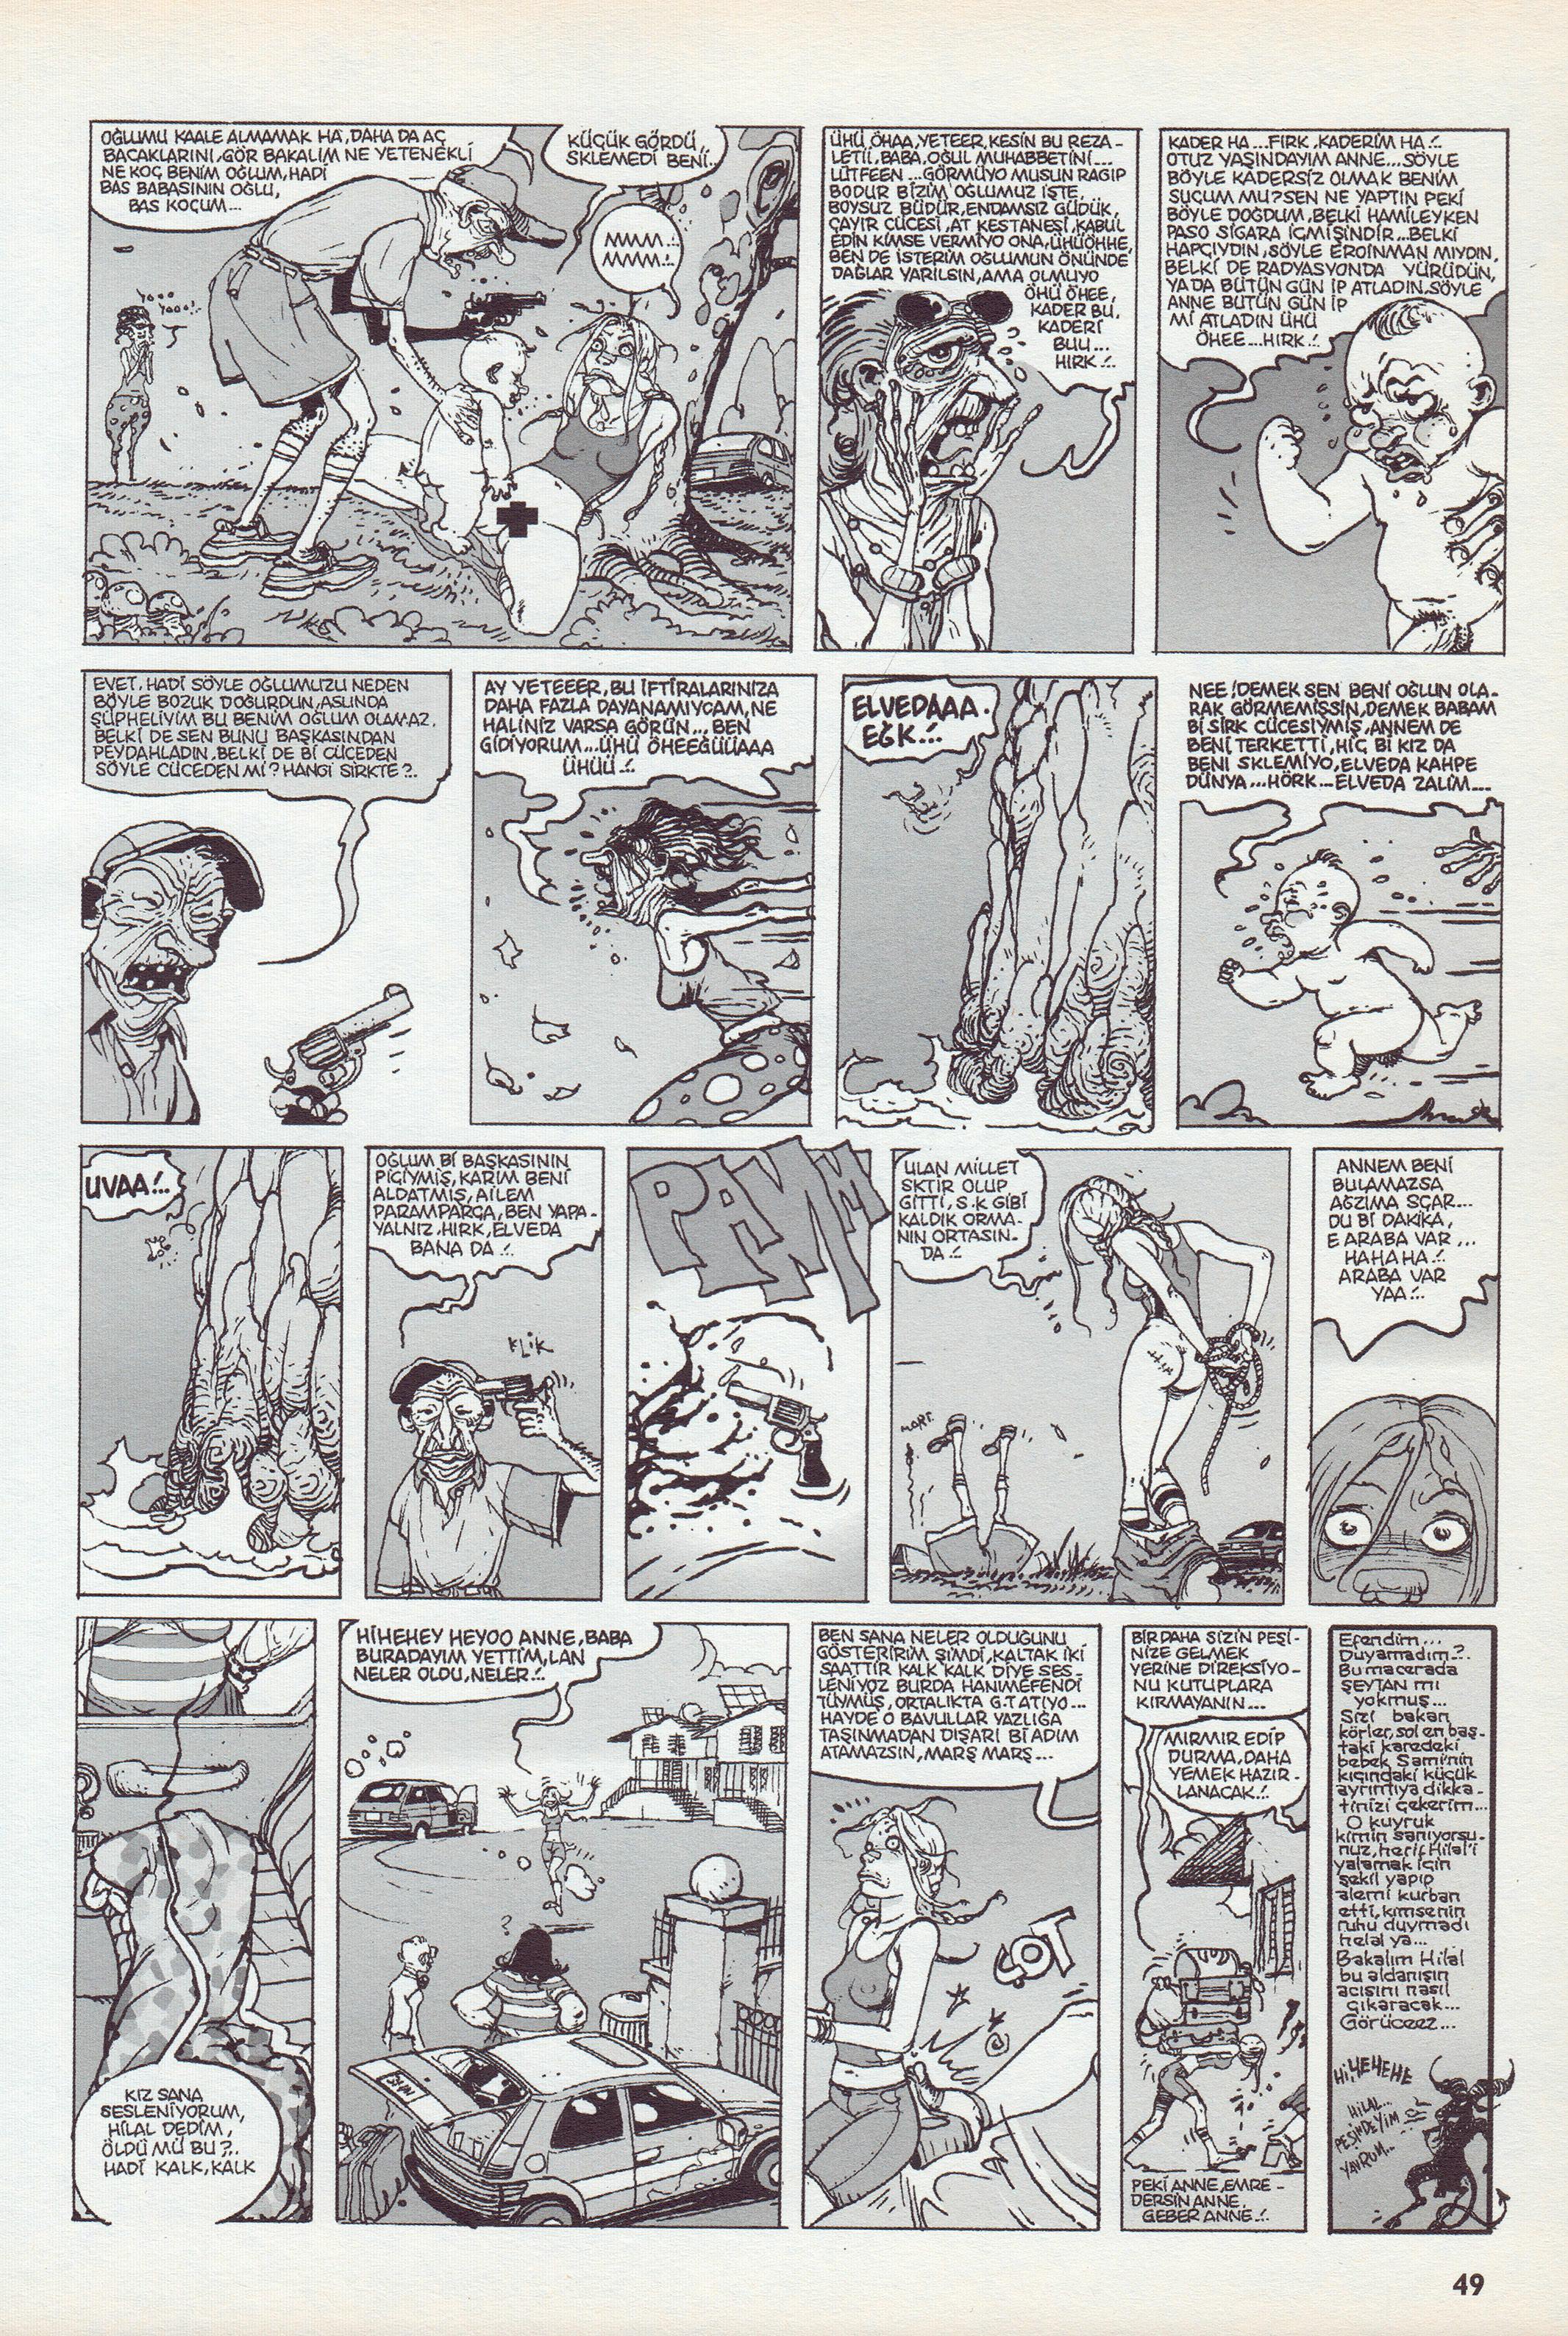 OĞLUMU KAALE ALMAMAK HA, DAHA DA AÇ
BACAKLARINI, GÖR BAKALIM NE YETENEKLİ
NE KOÇ BENİM OĞLUM, HADİ
BAS BABASININ OĞLU,
BAS KOÇUM...
KÜÇÜK GÖRDÜ,
SKLEMEDİ BENİ...
MMMM...
MMMM...
YOOO
YOOO!..
ÜHÜ, ÖHAA, YETEER, KESİN BU REZA-
LETİİ, BABA, OĞUL MUHABBETİNİ...
LÜTFEEN... GÖRMÜYO MUSUN RAGIP
BODUR BİZİM OĞLUMUZ İŞTE,
BOYSUZ BÜDÜR, ENDAMSIZ GÜDÜK,
ÇAYIR CÜCESİ, AT KESTANESİ, KABUL
EDİN KİMSE VERMİYO ONA, ÜHÜÖHHE,
BEN DE İSTERİM OĞLUMUN ÖNÜNDE
DAĞLAR YARILSIN, AMA OLMUYO
ÖHÜ ÖHEE,
KADER BU,
KADERİ
BUU...
HIRK!..
KADER HA... FIRK, KADERİM HA!..
OTUZ YAŞINDAYIM ANNE... SÖYLE
BÖYLE KADERSİZ OLMAK BENİM
SUÇUM MU? SEN NE YAPTIN PEKİ
BÖYLE DOĞDUM, BELKİ HAMİLEYKEN
PASO SİGARA İÇMİŞİNDİR... BELKİ
HAPÇIYDIN, SÖYLE EROİNMAN MIYDIN,
BELKİ DE RADYASYONDA YÜRÜDÜN,
YA DA BÜTÜN GÜN İP ATLADIN, SÖYLE
ANNE BÜTÜN GÜN İP
Mİ ATLADIN ÜHÜ
ÖHEE... HIRK!..
EVET, HADİ SÖYLE OĞLUMUZU NEDEN
BÖYLE BOZUK DOĞURDUN, ASLINDA
ŞÜPHELİYİM BU BENİM OĞLUM OLAMAZ,
BELKİ DE SEN BUNU BAŞKASINDAN
PEYDAHLADIN, BELKİ DE Bİ CÜCEDEN
SÖYLE CÜCEDEN Mİ? HANGİ SİRKTE?..
AY YETEEER, BU İFTİRALARINIZA
DAHA FAZLA DAYANAMIYCAM, NE
HALİNİZ VARSA GÖRÜN... BEN
GİDİYORUM... ÜHÜ ÖHEEĞÜÜAAA
ÜHÜÜ!..
ELVEDAAA.
EĞK!..
NEE! DEMEK SEN BENİ OĞLUN OLA-
RAK GÖRMEMİŞSİN, DEMEK BABAM
Bİ SİRK CÜCESİYMİŞ, ANNEM DE
BENİ TERKETTİ, HİÇ Bİ KIZ DA
BENİ SKLEMİYO, ELVEDA KAHPE
DÜNYA... HÖRK... ELVEDA ZALİM...
UVAA!..
OĞLUM Bİ BAŞKASININ
PİÇİYMİŞ, KARIM BENİ
ALDATMIŞ, AİLEM
PARAMPARÇA, BEN YAPA-
YALNIZ. HIRK, ELVEDA
BANA DA!..
KLİK
PAMM
ULAN MİLLET
SKTİR OLUP
GİTTİ, S.K GİBİ
KALDIK ORMA-
NIN ORTASIN-
DA!..
MORT.
ANNEM BENİ
BULAMAZSA
AĞZIMA SÇAR...
DU Bİ DAKİKA,
E ARABA VAR...
HAHAHA!..
ARABA VAR
YAA!..
KIZ SANA
SESLENİYORUM,
HİLAL DEDİM,
ÖLDÜ MÜ BU?..
HADİ KALK, KALK
HİHEHEY HEYOO ANNE, BABA
BURADAYIM YETTİM, LAN
NELER OLDU, NELER!..
?
BEN SANA NELER OLDUĞUNU
GÖSTERİRİM ŞİMDİ, KALTAK İKİ
SAATTİR KALK KALK DİYE SES-
LENİYOZ BURDA HANIMEFENDİ
TÜYMÜŞ, ORTALIKTA G.T ATIYO...
HAYDE O BAVULLAR YAZLIĞA
TAŞINMADAN DIŞARI Bİ ADIM
ATAMAZSIN, MARŞ MARŞ...
ÇOT
BİR DAHA SİZİN PEŞİ-
NİZE GELMEK
YERİNE DİREKSİYO-
NU KUTUPLARA
KIRMAYANIN...
MIRMIR EDİP
DURMA, DAHA
YEMEK HAZIR-
LANACAK!..
PEKİ ANNE, EMRE-
DERSİN ANNE,
GEBER ANNE!..
Efendim...
Duyamadım?..
Bu macerada
ŞEYTAN mı
yokmuş...
Sizi bakar
körler, sol en baş-
taki karedeki
bebek Sami'nin
kıçındaki küçük
ayrıntıya dikka-
tinizi çekerim...
O kuyruk
kimin sanıyorsu-
nuz, herif Hilal'i
yalamak için
şekil yapıp
alemi kurban
etti, kimsenin
ruhu duymadı
helal ya...
Bakalım Hilal
bu aldanışın
acısını nasıl
çıkaracak...
Görüceez...
Hİ, HEHEHE
HİLAL...
PEŞİNDEYİM
YAVRUM..
49